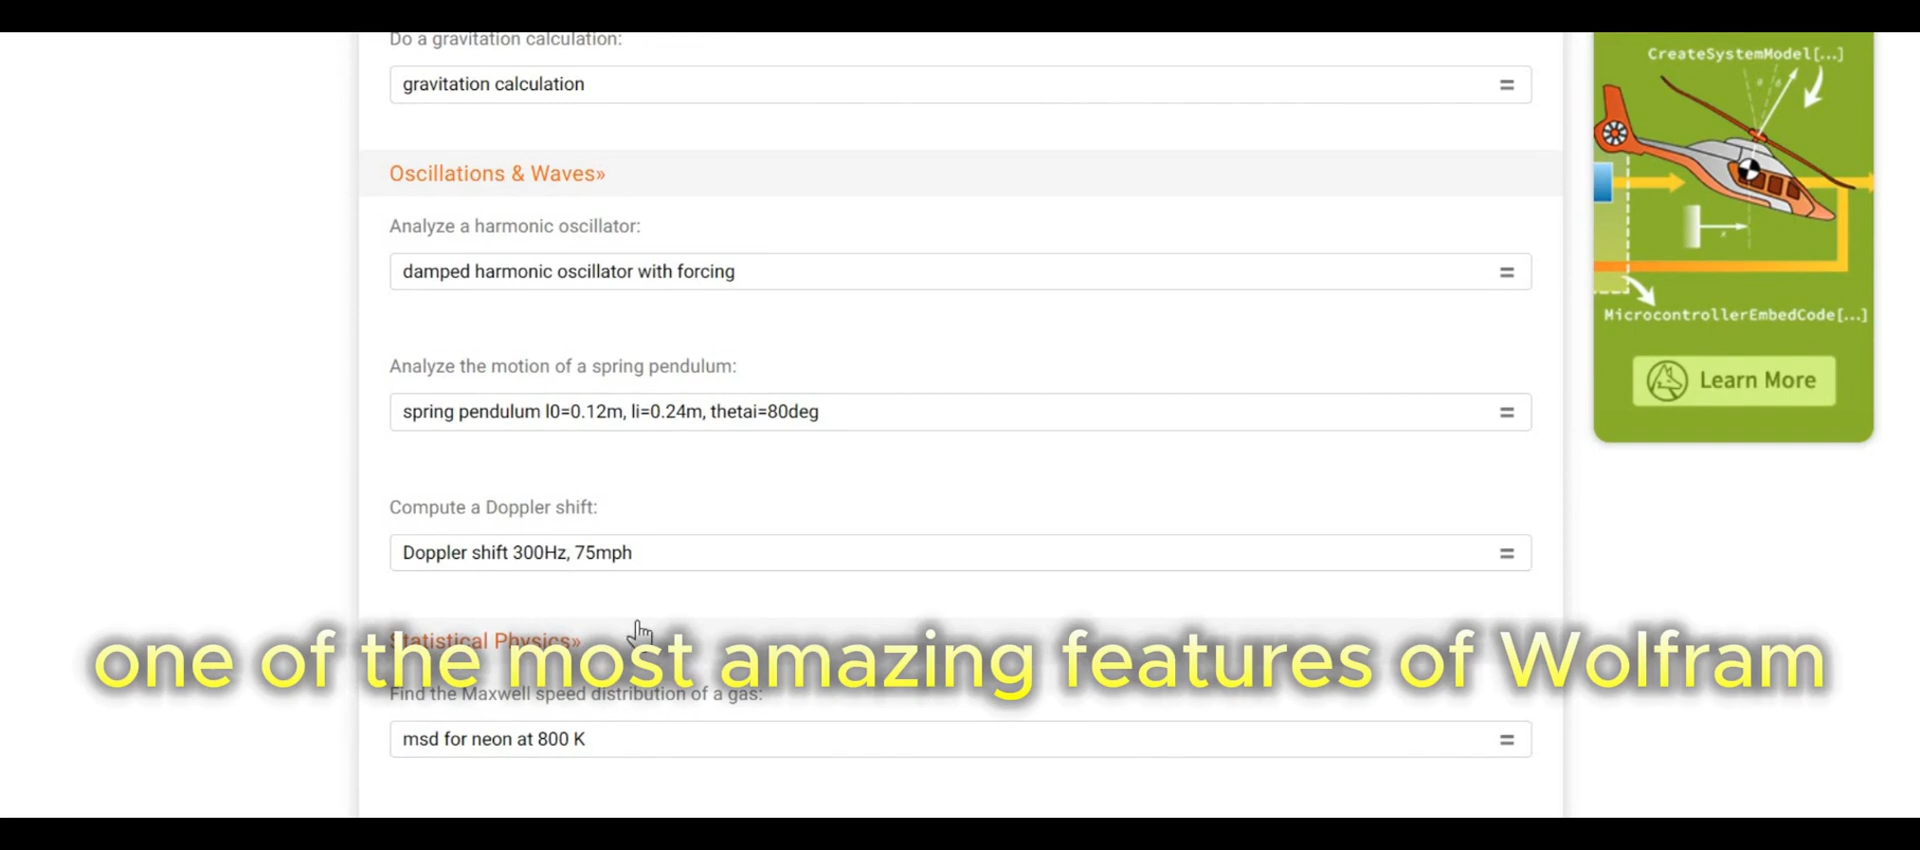 Do a gravitation calculation:
gravitation calculation
=
Oscillations & Waves»
Analyze a harmonic oscillator:
damped harmonic oscillator with forcing
=
Analyze the motion of a spring pendulum:
spring pendulum l0=0.12m, li=0.24m, thetai=80deg
=
Compute a Doppler shift:
Doppler shift 300Hz, 75mph
=
Statistical Physics»
one of the most amazing features of Wolfram
Find the Maxwell speed distribution of a gas:
msd for neon at 800 K
=
CreateSystemModel[...]
MicrocontrollerEmbedCode[...]
Learn More